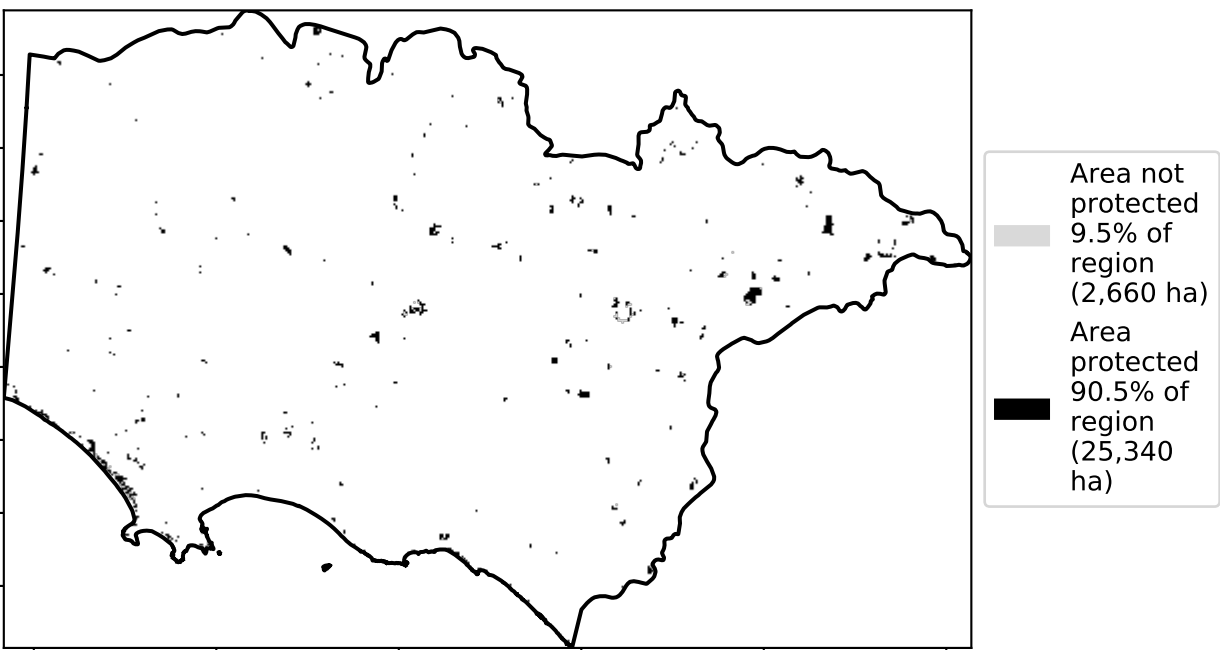 Area not
protected
9.5% of
region
(2,660 ha)
Area
protected
90.5% of
region
(25,340
ha)